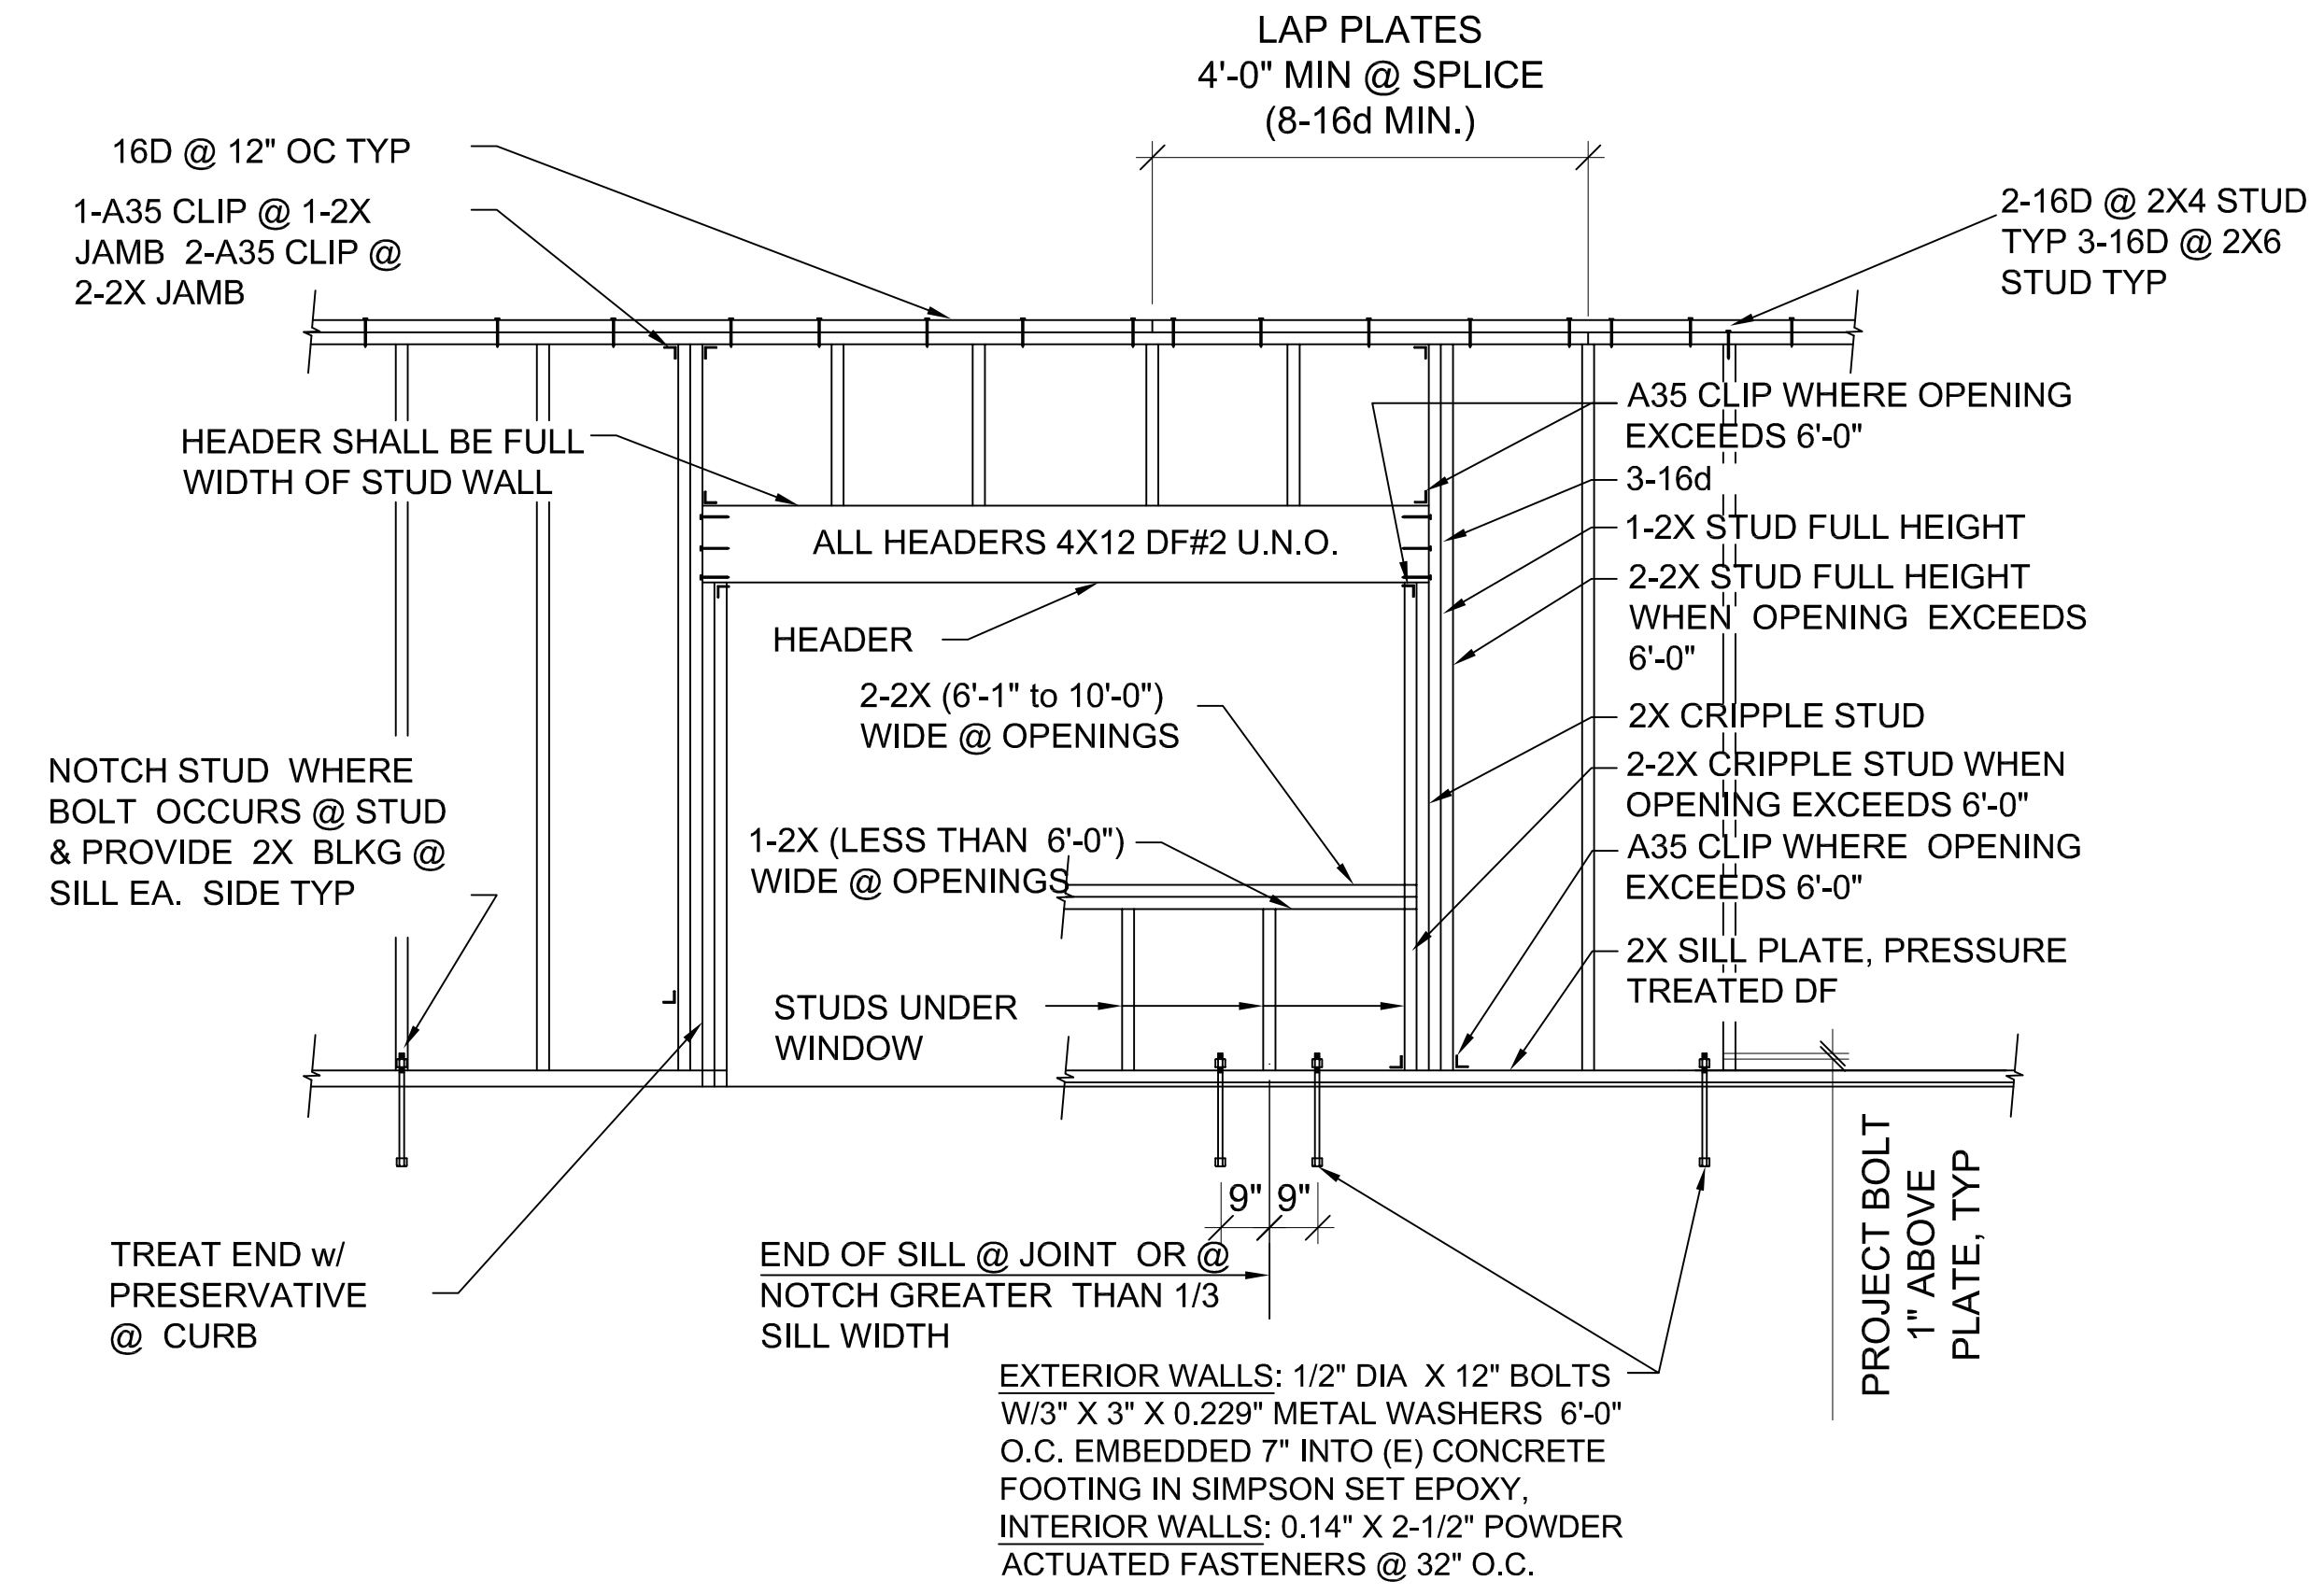 LAP PLATES
4'-0" MIN @ SPLICE
(8-16d MIN.)
16D @ 12" OC TYP
1-A35 CLIP @ 1-2X
JAMB 2-A35 CLIP @
2-2X JAMB
2-16D @ 2X4 STUD
TYP 3-16D @ 2X6
STUD TYP
HEADER SHALL BE FULL
WIDTH OF STUD WALL
A35 CLIP WHERE OPENING
EXCEEDS 6'-0"
3-16d
1-2X STUD FULL HEIGHT
2-2X STUD FULL HEIGHT
WHEN OPENING EXCEEDS
6'-0"
ALL HEADERS 4X12 DF#2 U.N.O.
HEADER
2-2X (6'-1" to 10'-0")
WIDE @ OPENINGS
2X CRIPPLE STUD
2-2X CRIPPLE STUD WHEN
OPENING EXCEEDS 6'-0"
A35 CLIP WHERE OPENING
EXCEEDS 6'-0"
NOTCH STUD WHERE
BOLT OCCURS @ STUD
& PROVIDE 2X BLKG @
SILL EA. SIDE TYP
1-2X (LESS THAN 6'-0")
WIDE @ OPENINGS
2X SILL PLATE, PRESSURE
TREATED DF
STUDS UNDER
WINDOW
9" 9"
PROJECT BOLT
1" ABOVE
PLATE, TYP
TREAT END w/
PRESERVATIVE
@ CURB
END OF SILL @ JOINT OR @
NOTCH GREATER THAN 1/3
SILL WIDTH
EXTERIOR WALLS: 1/2" DIA X 12" BOLTS
W/3" X 3" X 0.229" METAL WASHERS 6'-0"
O.C. EMBEDDED 7" INTO (E) CONCRETE
FOOTING IN SIMPSON SET EPOXY,
INTERIOR WALLS: 0.14" X 2-1/2" POWDER
ACTUATED FASTENERS @ 32" O.C.